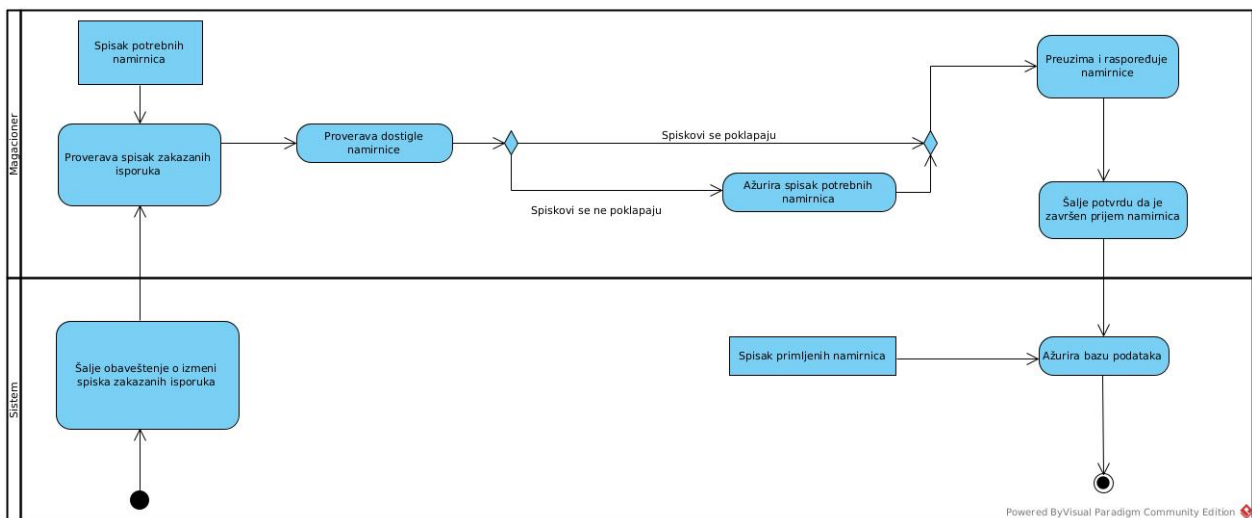 Magacioner
Spisak potrebnih
namirnica
Proverava spisak zakazanih
isporuka
Proverava dostigle
namirnice
Spiskovi se poklapaju
Spiskovi se ne poklapaju
Ažurira spisak potrebnih
namirnica
Preuzima i raspoređuje
namirnice
Šalje potvrdu da je
završen prijem namirnica
Sistem
Šalje obaveštenje o izmeni
spiska zakazanih isporuka
Spisak primljenih namirnica
Ažurira bazu podataka
Powered ByVisual Paradigm Community Edition